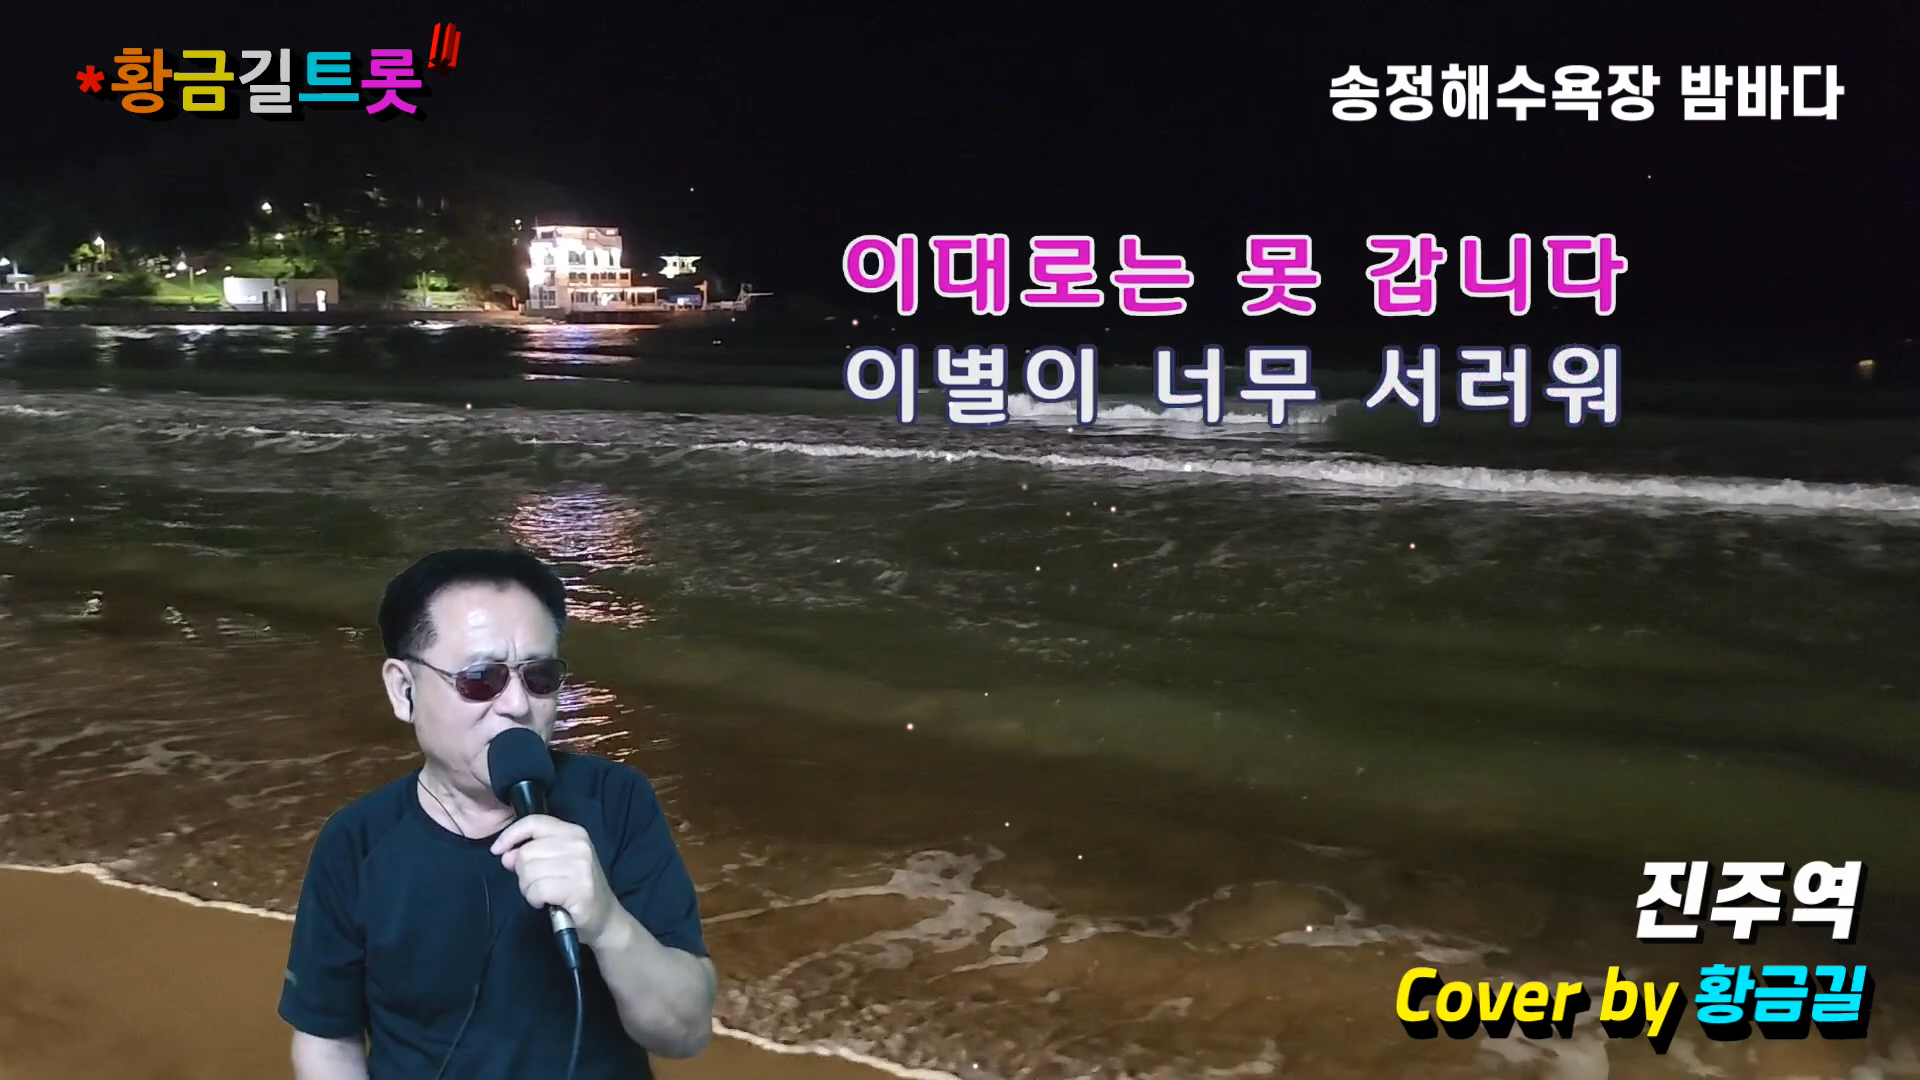 *황금길트롯!!!
송정해수욕장 밤바다
이대로는 못 갑니다
이별이 너무 서러워
진주역
Cover by 황금길